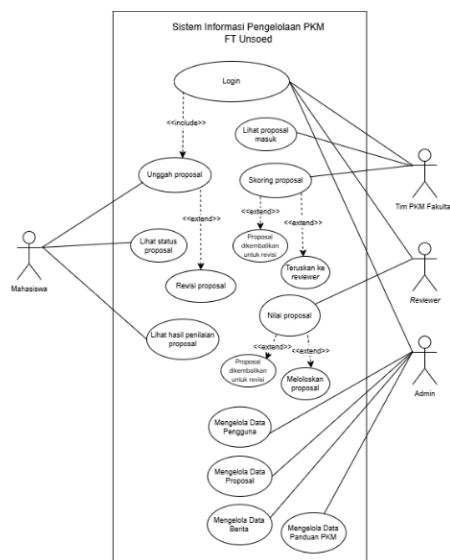 Sistem Informasi Pengelolaan PKM
FT Unsoed
Login
<<include>>
Lihat proposal
masuk
Unggah proposal
Skoring proposal
Tim PKM Fakulta
<<extend>>
<<extend>>
<<extend>>
Proposal
dikembalikan
untuk revisi
Lihat status
proposal
Teruskan ke
reviewer
Mahasiswa
Revisi proposal
Reviewer
Nilai proposal
Lihat hasil penilaian
proposal
<<extend>>
<<extend>>
Proposal
dikembalikan
untuk revisi
Meloloskan
proposal
Admin
Mengelola Data
Pengguna
Mengelola Data
Proposal
Mengelola Data
Berita
Mengelola Data
Panduan PKM